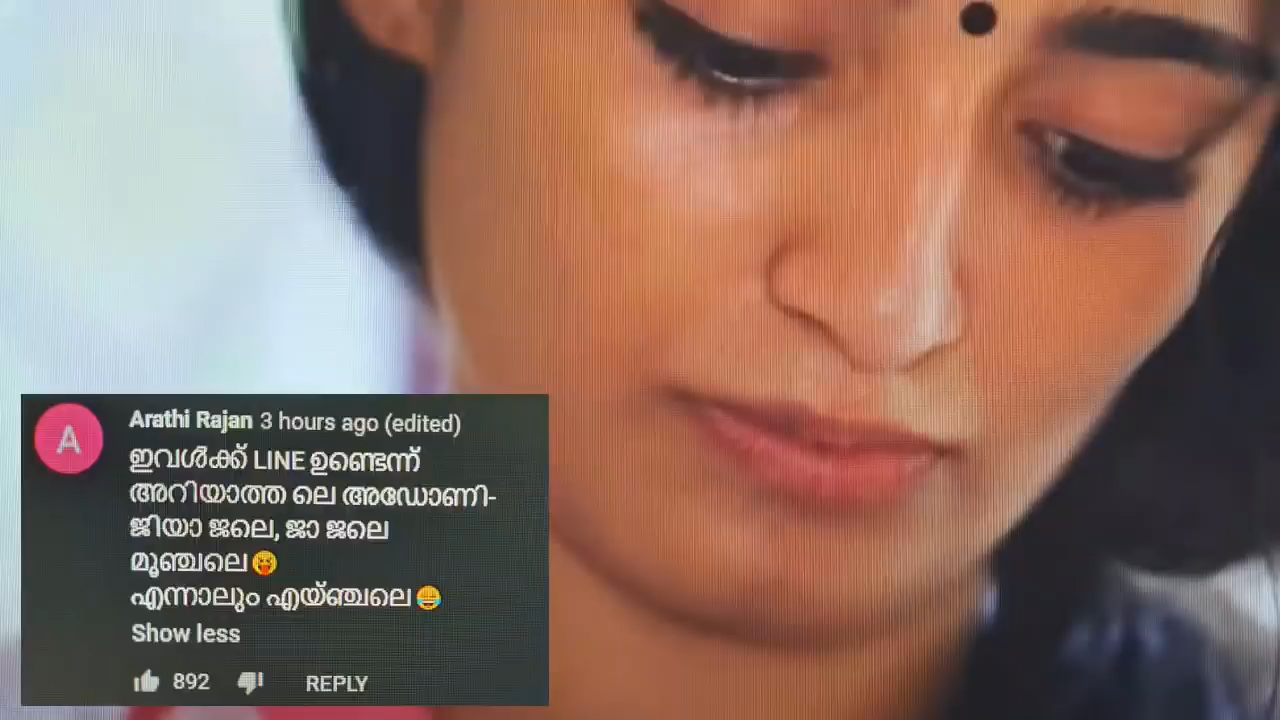 A
Arathi Rajan 3 hours ago (edited)
ഇവൾക്ക് LINE ഉണ്ടെന്ന്
അറിയാത്ത ലെ അഡോണി-
ജിയാ ജലെ, ജാ ജലെ
മൂഞ്ചലെ😝
എന്നാലും എയ്ഞ്ചലെ😂
Show less
892 REPLY